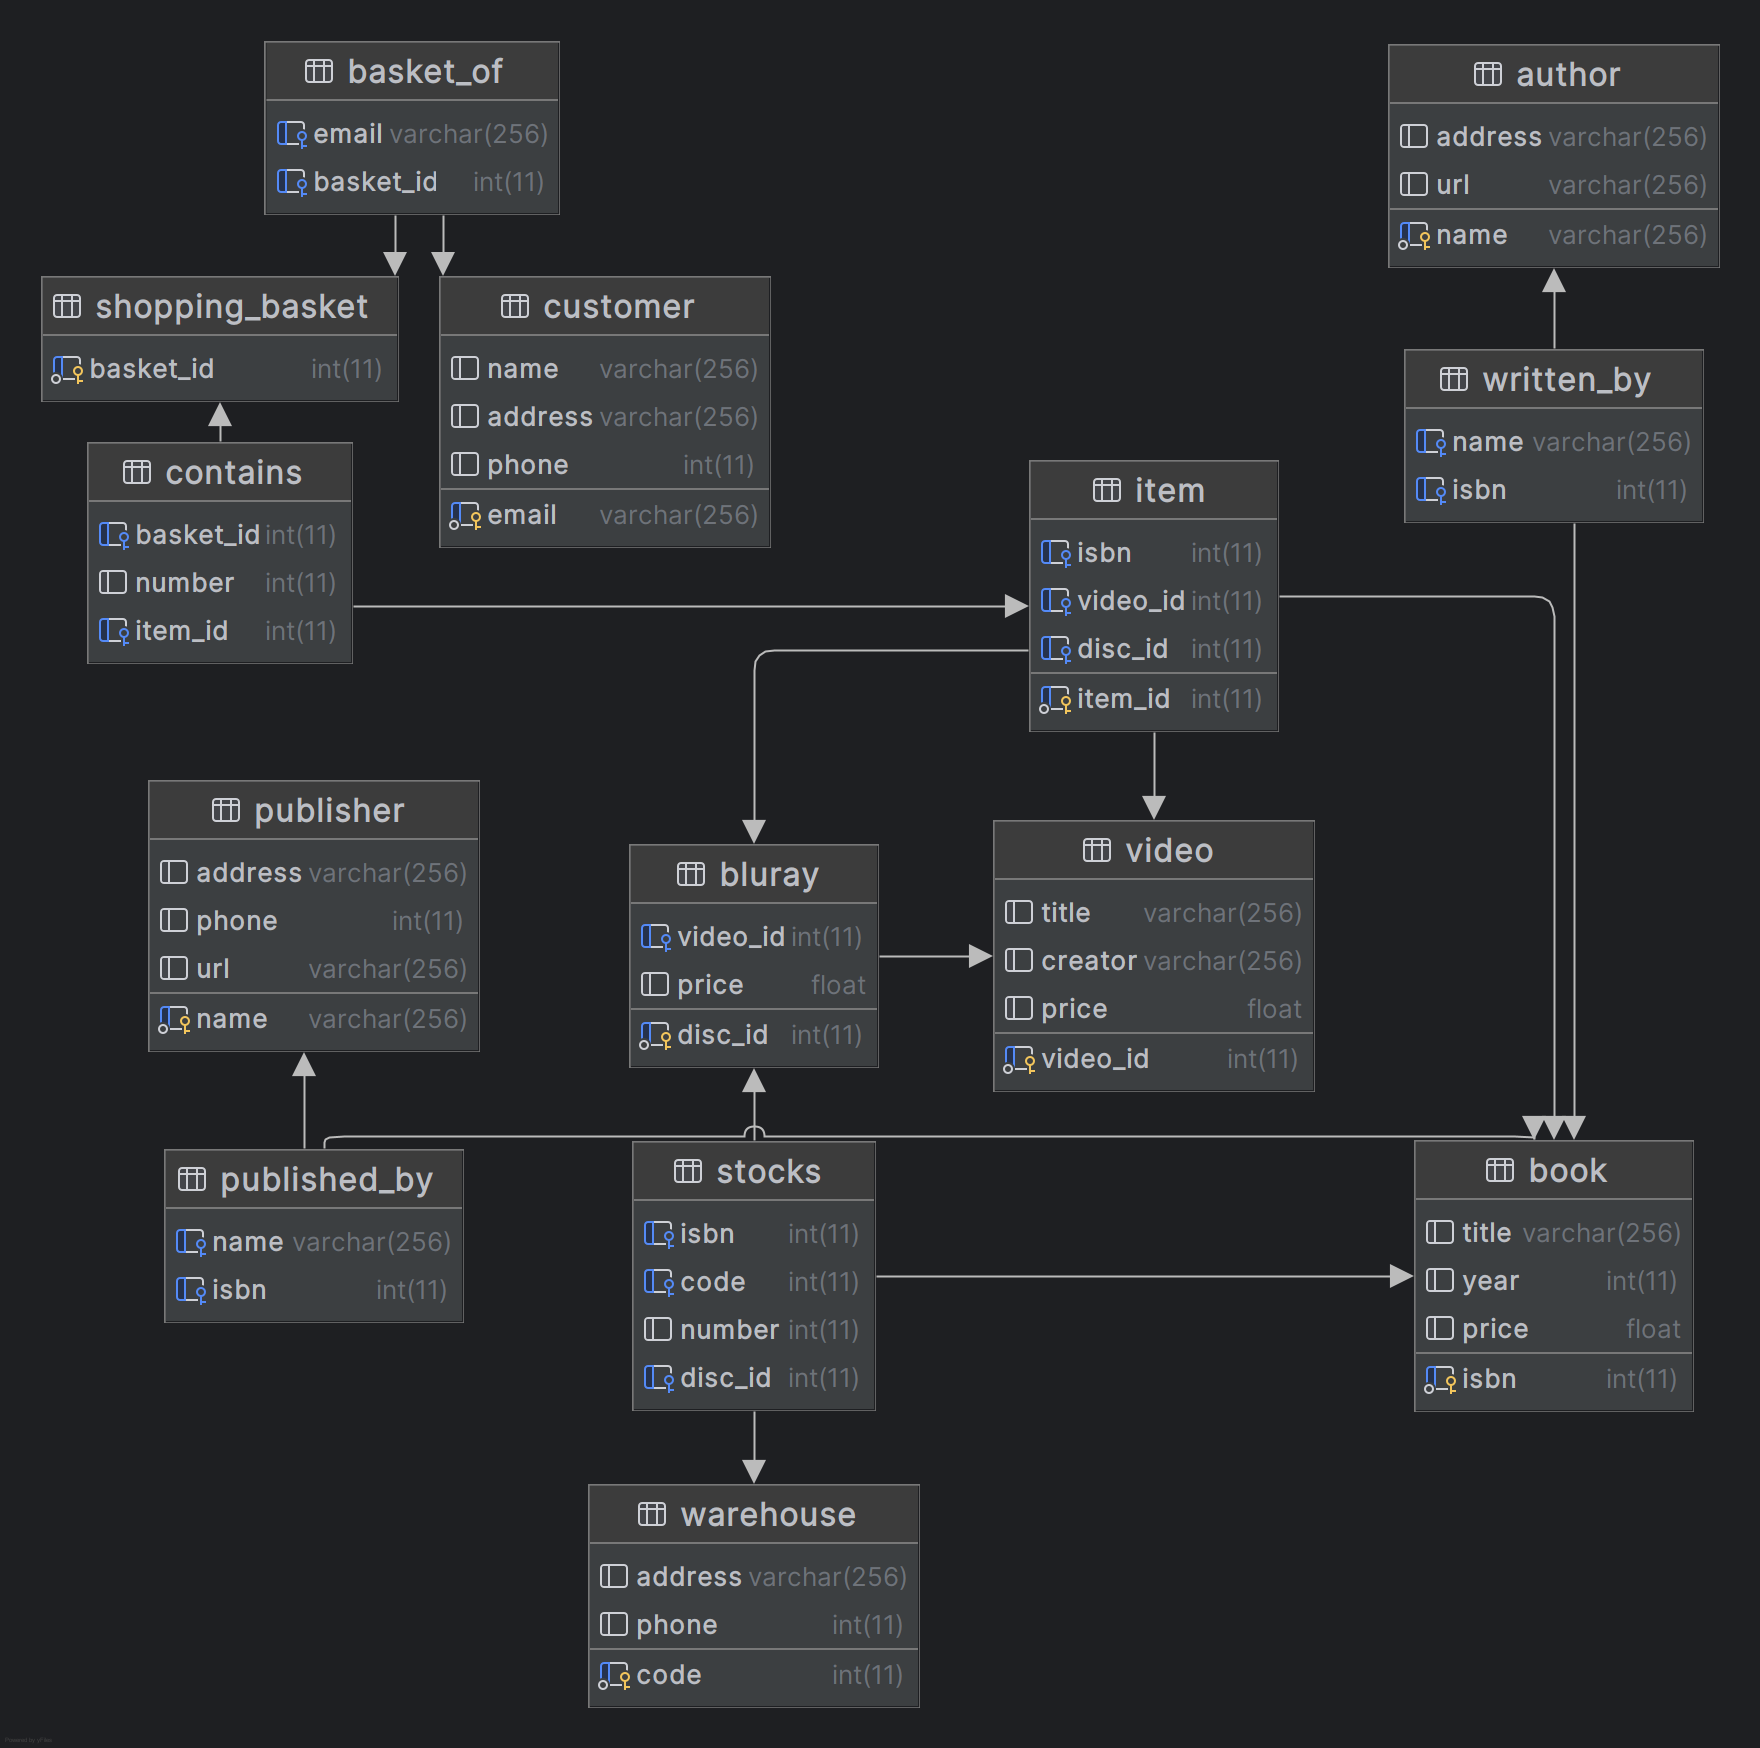 basket_of
email varchar(256)
basket_id int(11)
author
address varchar(256)
url varchar(256)
name varchar(256)
shopping_basket
basket_id int(11)
customer
name varchar(256)
address varchar(256)
phone int(11)
email varchar(256)
written_by
name varchar(256)
isbn int(11)
contains
basket_id int(11)
number int(11)
item_id int(11)
item
isbn int(11)
video_id int(11)
disc_id int(11)
item_id int(11)
publisher
address varchar(256)
phone int(11)
url varchar(256)
name varchar(256)
bluray
video_id int(11)
price float
disc_id int(11)
video
title varchar(256)
creator varchar(256)
price float
video_id int(11)
published_by
name varchar(256)
isbn int(11)
stocks
isbn int(11)
code int(11)
number int(11)
disc_id int(11)
book
title varchar(256)
year int(11)
price float
isbn int(11)
warehouse
address varchar(256)
phone int(11)
code int(11)
Powered by yFiles